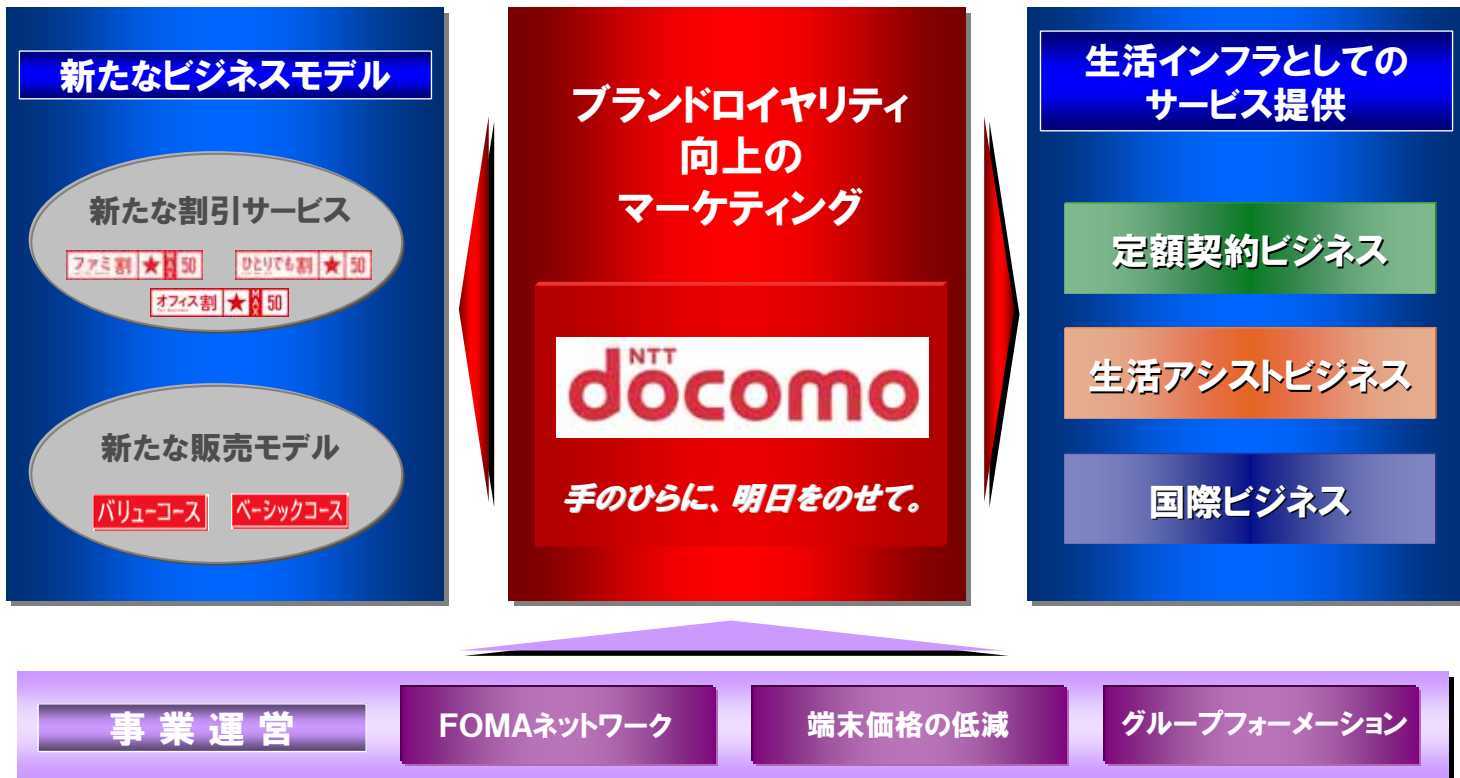 新たなビジネスモデル
新たな割引サービス
ファミ割 ★ MAX 50
ひとりでも割 ★ 50
オフィス割 ★ MAX 50
for business
新たな販売モデル
バリューコース
ベーシックコース
ブランドロイヤリティ
向上の
マーケティング
NTT
docomo
手のひらに、明日をのせて。
生活インフラとしての
サービス提供
定額契約ビジネス
生活アシストビジネス
国際ビジネス
事業運営
FOMAネットワーク
端末価格の低減
グループフォーメーション